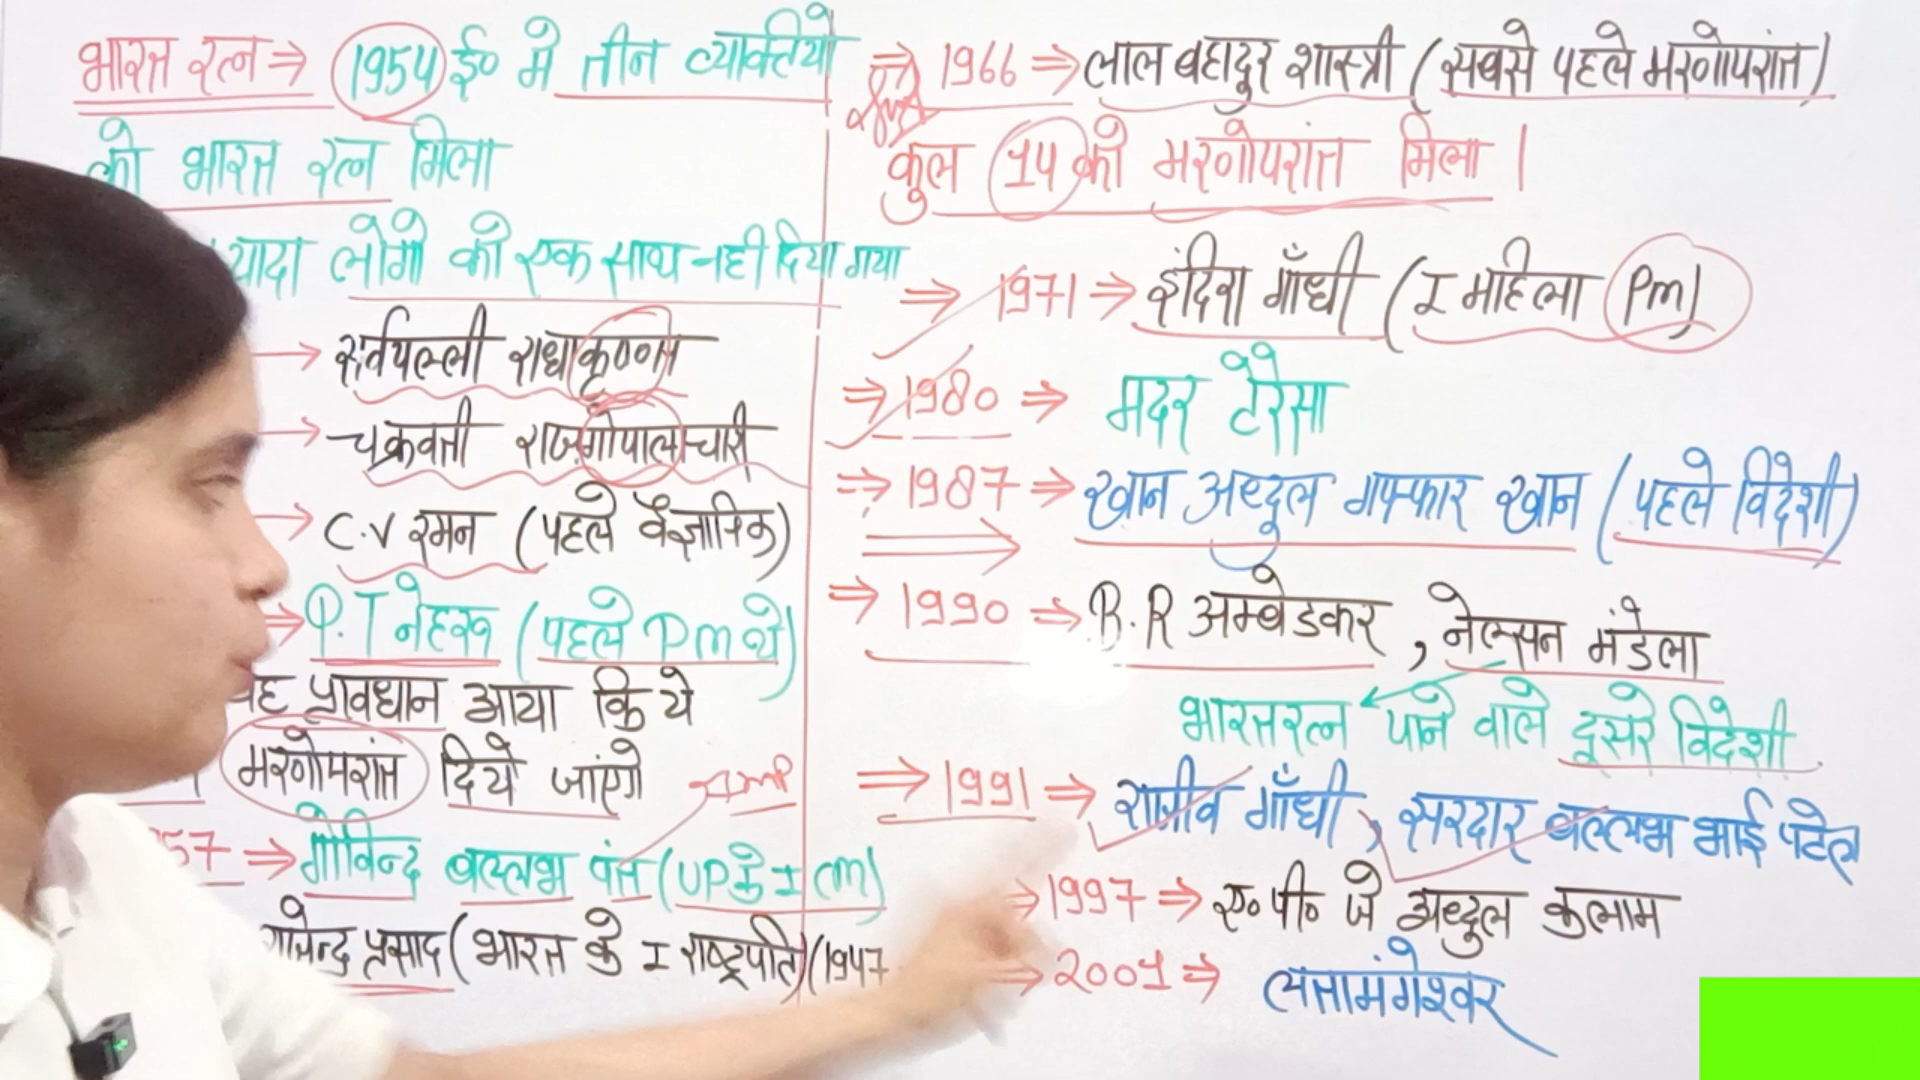 भारत रत्न ⇒ 1954 ई० मे तीन व्यक्तियो
को भारत रत्न मिला
यादा लोगो को एक साथ नही दिया गया
→ सर्वपल्ली राधाकृष्णन
→ चक्रवर्ती राजगोपालाचारी
→ C.V रमन (पहले वैज्ञानिक)
⇒ P.T नेहरू (पहले Pm थे)
यह प्रावधान आया कि ये
मरणोपरांत दिये जाएंगे
57 ⇒ गोविन्द बल्लभ पंत (UP के I CM)
राजेन्द्र प्रसाद (भारत के I राष्ट्रपति) (1947
⇒ 1966 ⇒ लाल बहादुर शास्त्री (सबसे पहले मरणोपरांत)
कुल 14 को मरणोपरांत मिला।
⇒ 1971 ⇒ इंदिरा गाँधी (I महिला Pm)
⇒ 1980 ⇒ मदर टेरेसा
⇒ 1987 ⇒ खान अब्दुल गफ्फार खान (पहले विदेशी)
⇒ 1990 ⇒ B.R अम्बेडकर, नेल्सन मंडेला
भारतरत्न पाने वाले दूसरे विदेशी
⇒ 1991 ⇒ राजीव गाँधी, सरदार वल्लभ भाई पटेल
⇒ 1997 ⇒ ए० पी० जे अब्दुल कलाम
⇒ 2001 ⇒ लतामंगेश्वर